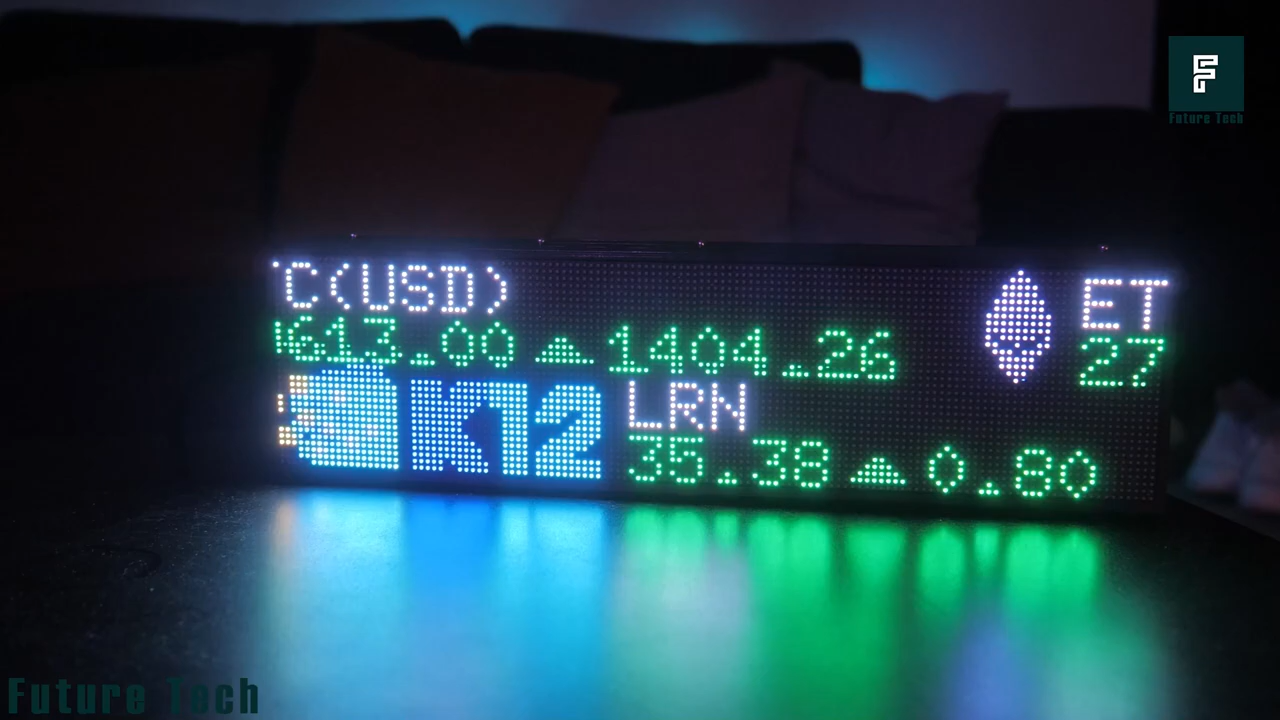 Future Tech
C(USD)
613.00 ▲ 1404.26
ET
27
K12
LRN
35.38 ▲ 0.80
Future Tech